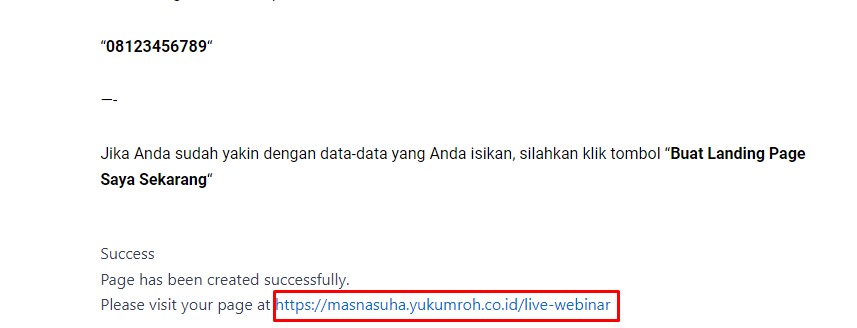 “08123456789“
—-
Jika Anda sudah yakin dengan data-data yang Anda isikan, silahkan klik tombol “Buat Landing Page
Saya Sekarang“
Success
Page has been created successfully.
Please visit your page at https://masnasuha.yukumroh.co.id/live-webinar